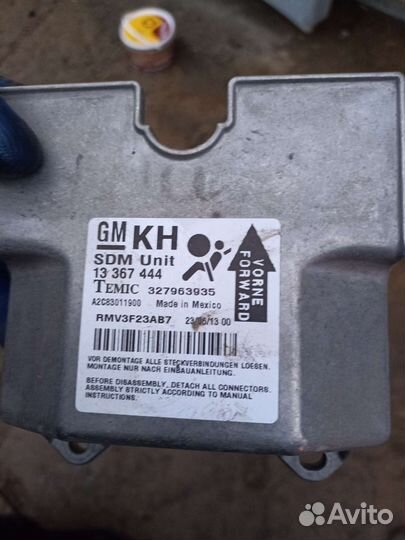 GM KH
SDM Unit
13 367 444
TEMIC 327963935
A2C83011900 Made in Mexico
RMV3F23AB7 23/05/13 00
VORNE
FORWARD
VOR DEMONTAGE ALLE STECKVERBINDUNGEN LOESEN.
MONTAGE NUR NACH EINBAUANLEITUNG.
BEFORE DISASSEMBLY, DETACH ALL CONNECTORS.
ASSEMBLY STRICTLY ACCORDING TO MANUAL
INSTRUCTIONS
Avito